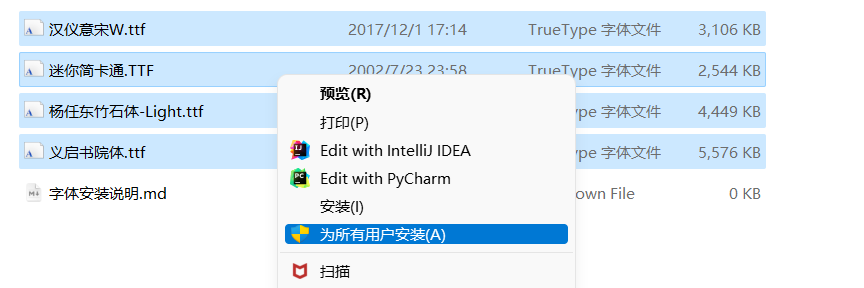 汉仪意宋W.ttf 2017/12/1 17:14 TrueType 字体文件 3,106 KB
迷你简卡通.TTF 2002/7/23 23:58 TrueType 字体文件 2,544 KB
杨任东竹石体-Light.ttf Type 字体文件 4,449 KB
义启书院体.ttf Type 字体文件 5,576 KB
字体安装说明.md own File 0 KB
预览(R)
打印(P)
Edit with IntelliJ IDEA
Edit with PyCharm
安装(I)
为所有用户安装(A)
扫描